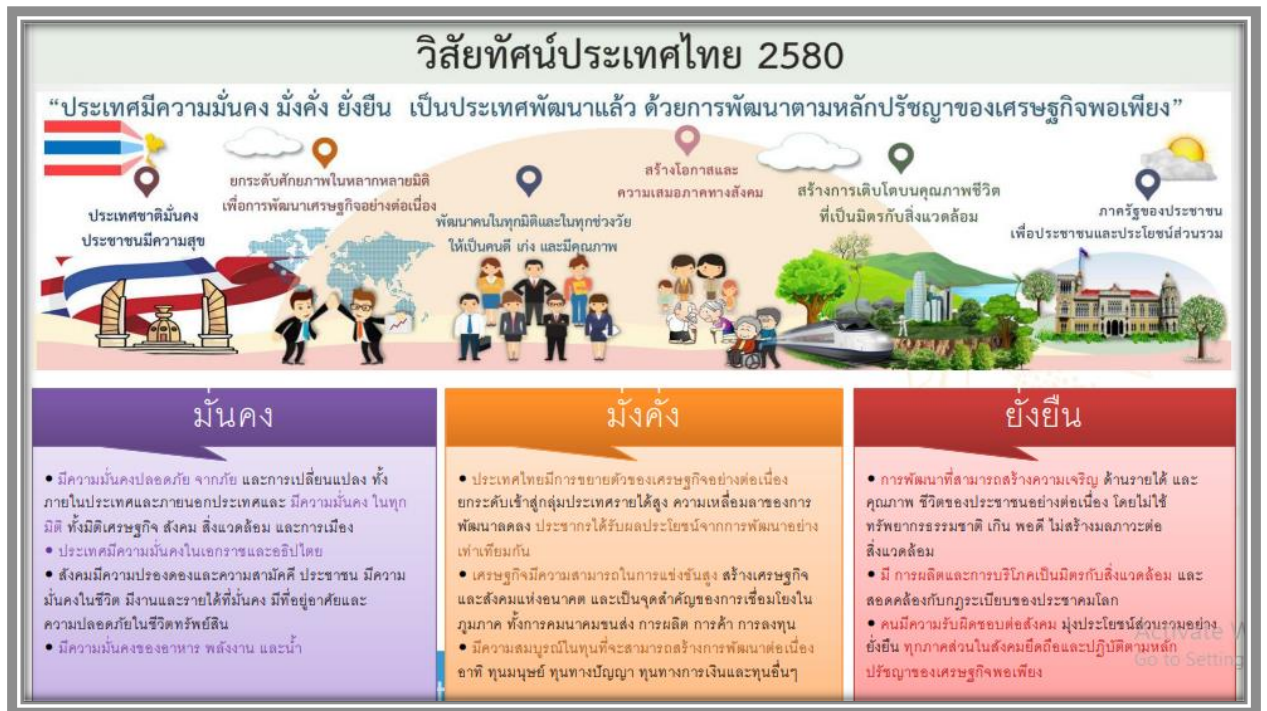 วิสัยทัศน์ประเทศไทย 2580
“ประเทศมีความมั่นคง มั่งคั่ง ยั่งยืน เป็นประเทศพัฒนาแล้ว ด้วยการพัฒนาตามหลักปรัชญาของเศรษฐกิจพอเพียง”
ประเทศชาติมั่นคง
ประชาชนมีความสุข
ยกระดับศักยภาพในหลากหลายมิติ
เพื่อการพัฒนาเศรษฐกิจอย่างต่อเนื่อง
พัฒนาคนในทุกมิติและในทุกช่วงวัย
ให้เป็นคนดี เก่ง และมีคุณภาพ
สร้างโอกาสและ
ความเสมอภาคทางสังคม
สร้างการเติบโตบนคุณภาพชีวิต
ที่เป็นมิตรกับสิ่งแวดล้อม
ภาครัฐของประชาชน
เพื่อประชาชนและประโยชน์ส่วนรวม
มั่นคง
• มีความมั่นคงปลอดภัย จากภัย และการเปลี่ยนแปลง ทั้ง
ภายในประเทศและภายนอกประเทศและ มีความมั่นคง ในทุก
มิติ ทั้งมิติเศรษฐกิจ สังคม สิ่งแวดล้อม และการเมือง
• ประเทศมีความมั่นคงในเอกราชและอธิปไตย
• สังคมมีความปรองดองและความสามัคคี ประชาชน มีความ
มั่นคงในชีวิต มีงานและรายได้ที่มั่นคง มีที่อยู่อาศัยและ
ความปลอดภัยในชีวิตทรัพย์สิน
• มีความมั่นคงของอาหาร พลังงาน และน้ำ
มั่งคั่ง
• ประเทศไทยมีการขยายตัวของเศรษฐกิจอย่างต่อเนื่อง
ยกระดับเข้าสู่กลุ่มประเทศรายได้สูง ความเหลื่อมลาของการ
พัฒนาลดลง ประชากรได้รับผลประโยชน์จากการพัฒนาอย่าง
เท่าเทียมกัน
• เศรษฐกิจมีความสามารถในการแข่งขันสูง สร้างเศรษฐกิจ
และสังคมแห่งอนาคต และเป็นจุดสำคัญของการเชื่อมโยงใน
ภูมิภาค ทั้งการคมนาคมขนส่ง การผลิต การค้า การลงทุน
• มีความสมบูรณ์ในทุนที่จะสามารถสร้างการพัฒนาต่อเนื่อง
อาทิ ทุนมนุษย์ ทุนทางปัญญา ทุนทางการเงินและทุนอื่นๆ
ยั่งยืน
• การพัฒนาที่สามารถสร้างความเจริญ ด้านรายได้ และ
คุณภาพ ชีวิตของประชาชนอย่างต่อเนื่อง โดยไม่ใช้
ทรัพยากรธรรมชาติ เกิน พอดี ไม่สร้างมลภาวะต่อ
สิ่งแวดล้อม
• มี การผลิตและการบริโภคเป็นมิตรกับสิ่งแวดล้อม และ
สอดคล้องกับกฎระเบียบของประชาคมโลก
• คนมีความรับผิดชอบต่อสังคม มุ่งประโยชน์ส่วนรวมอย่าง
ยั่งยืน ทุกภาคส่วนในสังคมยึดถือและปฏิบัติตามหลัก
ปรัชญาของเศรษฐกิจพอเพียง
Activate
Go to Setting